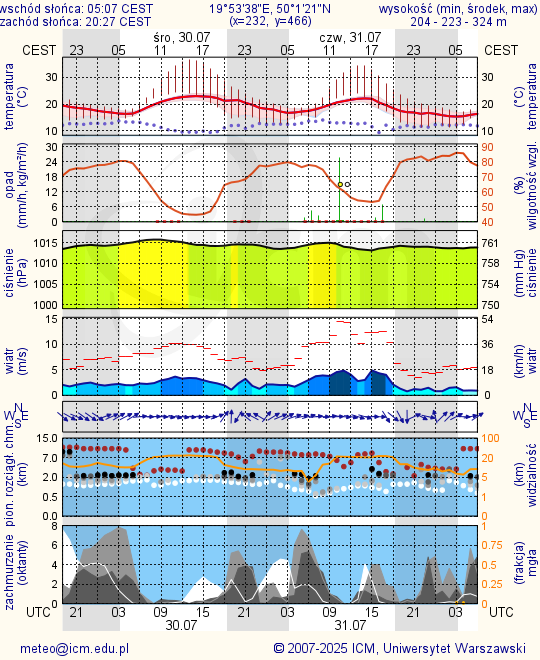 wschód słońca: 05:07 CEST
19°53'38"E, 50°1'21"N
wysokość (min, środek, max)
zachód słońca: 20:27 CEST
(x=232, y=466)
204 - 223 - 324 m
śro, 30.07
czw, 31.07
CEST 23 05 11 17 23 05 11 17 23 05 CEST
temperatura (°C)
30
20
10
30
20
10
temperatura (°C)
opad (mm/h, kg/m²/h)
30
24
18
12
6
0
90
80
70
60
50
40
wilgotność wzgl. (%)
ciśnienie (hPa)
1015
1010
1005
1000
761
758
754
750
ciśnienie (mm Hg)
wiatr (m/s)
15
10
5
0
54
36
18
0
wiatr (km/h)
N
W E
S
N
W E
S
pion. rozciągł. chm. (km)
15.0
7.0
2.0
0.5
0.0
100
20
5
1
0
widzialność (km)
zachmurzenie (oktanty)
8
6
4
2
0
1
0.75
0.5
0.25
0
mgła (frakcja)
UTC 21 03 09 15 21 03 09 15 21 03 UTC
30.07
31.07
meteo@icm.edu.pl
© 2007-2025 ICM, Uniwersytet Warszawski